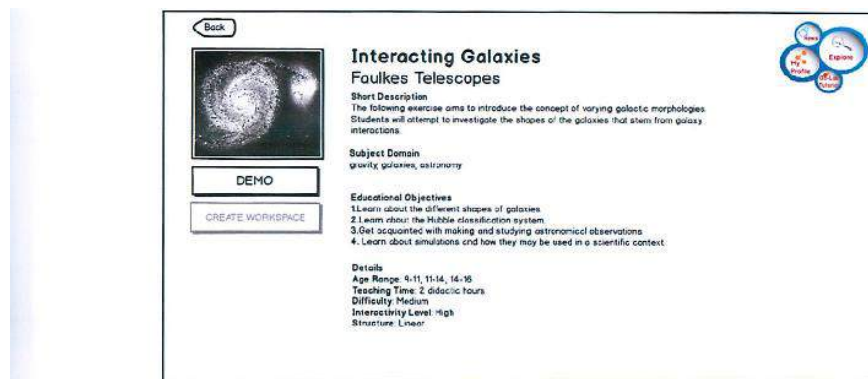 Back
Interacting Galaxies
Faulkes Telescopes
Short Description
The following exercise aims to introduce the concept of varying galactic morphologies.
Students will attempt to investigate the shapes of the galaxies that stem from galaxy
interactions.
Subject Domain
gravity, galaxies, astronomy
DEMO
CREATE WORKSPACE
Educational Objectives
1.Learn about the different shapes of galaxies
2.Learn about the Hubble classification system
3.Get acquainted with making and studying astronomical observations
4. Learn about simulations and how they may be used in a scientific context
Details
Age Range: 9-11, 11-14, 14-16
Teaching Time: 2 didactic hours
Difficulty: Medium
Interactivity Level: High
Structure: Linear
News
Explore
My
Profile
Tutorial